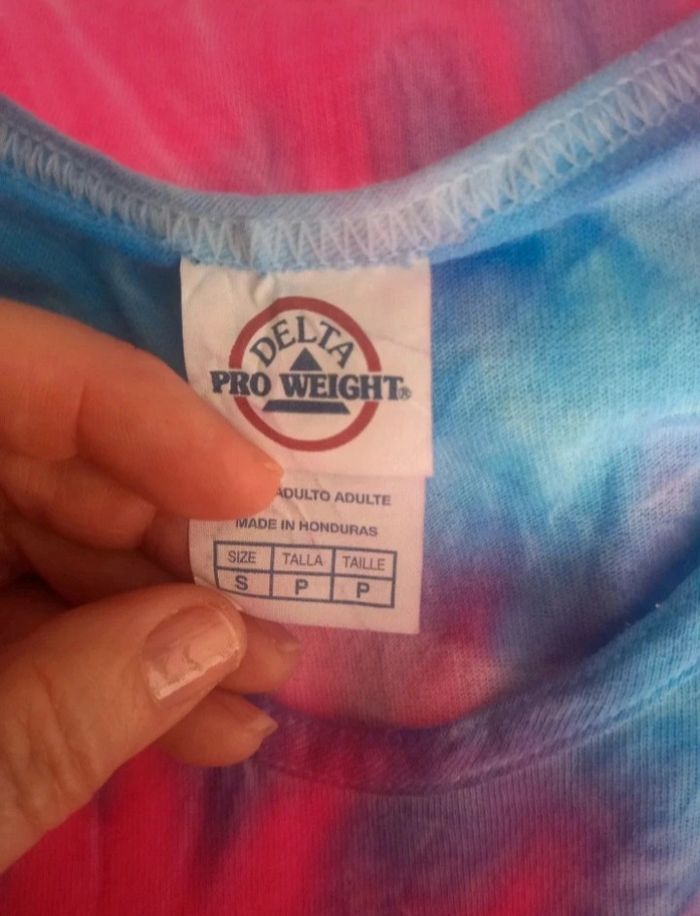 DELTA
PRO WEIGHT®
ADULTO ADULTE
MADE IN HONDURAS
SIZE TALLA TAILLE
S P P